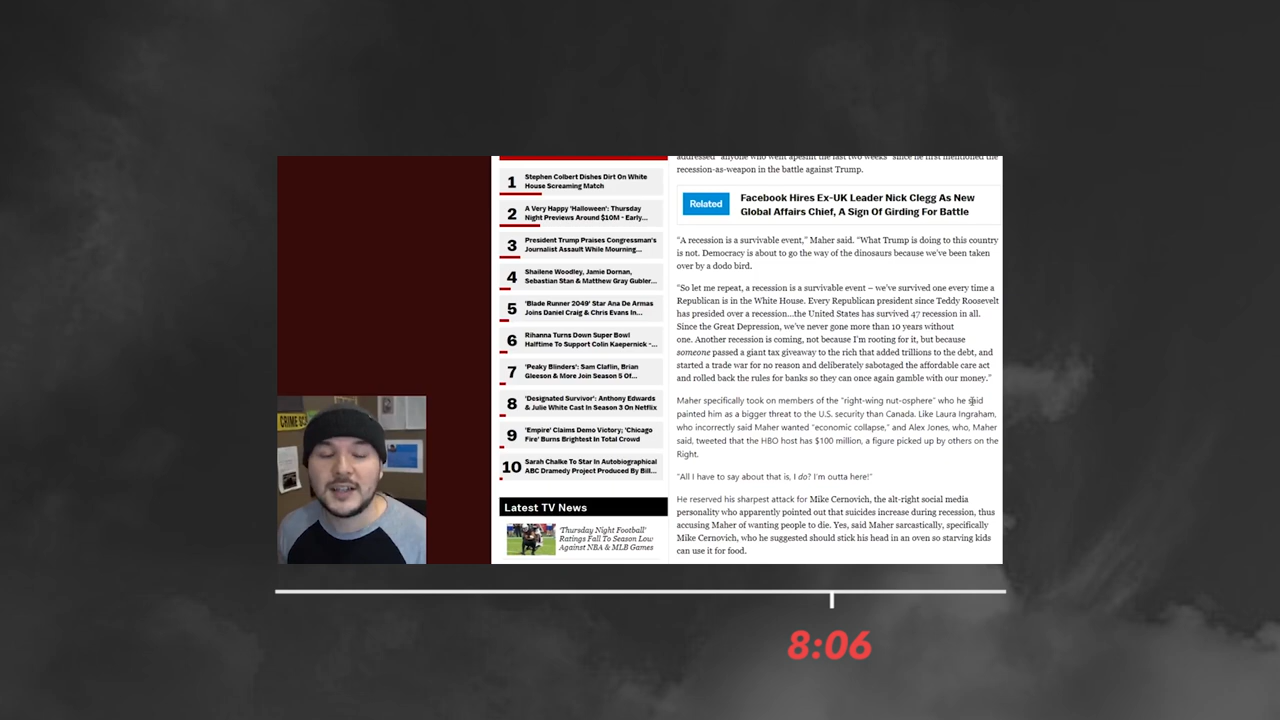 1 Stephen Colbert Dishes Dirt On White
House Screaming Match
2 A Very Happy 'Halloween': Thursday
Night Previews Around $10M - Early...
3 President Trump Praises Congressman's
Journalist Assault While Mourning...
4 Shailene Woodley, Jamie Dornan,
Sebastian Stan & Matthew Gray Gubler...
5 'Blade Runner 2049' Star Ana De Armas
Joins Daniel Craig & Chris Evans In...
6 Rihanna Turns Down Super Bowl
Halftime To Support Colin Kaepernick -...
7 'Peaky Blinders': Sam Claflin, Brian
Gleeson & More Join Season 5 Of...
8 'Designated Survivor': Anthony Edwards
& Julie White Cast In Season 3 On Netflix
9 'Empire' Claims Demo Victory; 'Chicago
Fire' Burns Brightest In Total Crowd
10 Sarah Chalke To Star In Autobiographical
ABC Dramedy Project Produced By Bill...
Latest TV News
'Thursday Night Football'
Ratings Fall To Season Low
Against NBA & MLB Games
addressed "anyone who went apeshit the last two weeks" since he first mentioned the
recession-as-weapon in the battle against Trump.
Related
Facebook Hires Ex-UK Leader Nick Clegg As New
Global Affairs Chief, A Sign Of Girding For Battle
"A recession is a survivable event," Maher said. "What Trump is doing to this country
is not. Democracy is about to go the way of the dinosaurs because we've been taken
over by a dodo bird.
"So let me repeat, a recession is a survivable event – we've survived one every time a
Republican is in the White House. Every Republican president since Teddy Roosevelt
has presided over a recession...the United States has survived 47 recession in all.
Since the Great Depression, we've never gone more than 10 years without
one. Another recession is coming, not because I'm rooting for it, but because
someone passed a giant tax giveaway to the rich that added trillions to the debt, and
started a trade war for no reason and deliberately sabotaged the affordable care act
and rolled back the rules for banks so they can once again gamble with our money."
Maher specifically took on members of the "right-wing nut-osphere" who he said
painted him as a bigger threat to the U.S. security than Canada. Like Laura Ingraham,
who incorrectly said Maher wanted "economic collapse," and Alex Jones, who, Maher
said, tweeted that the HBO host has $100 million, a figure picked up by others on the
Right.
"All I have to say about that is, I do? I'm outta here!"
He reserved his sharpest attack for Mike Cernovich, the alt-right social media
personality who apparently pointed out that suicides increase during recession, thus
accusing Maher of wanting people to die. Yes, said Maher sarcastically, specifically
Mike Cernovich, who he suggested should stick his head in an oven so starving kids
can use it for food.
CRIME SC
8:06